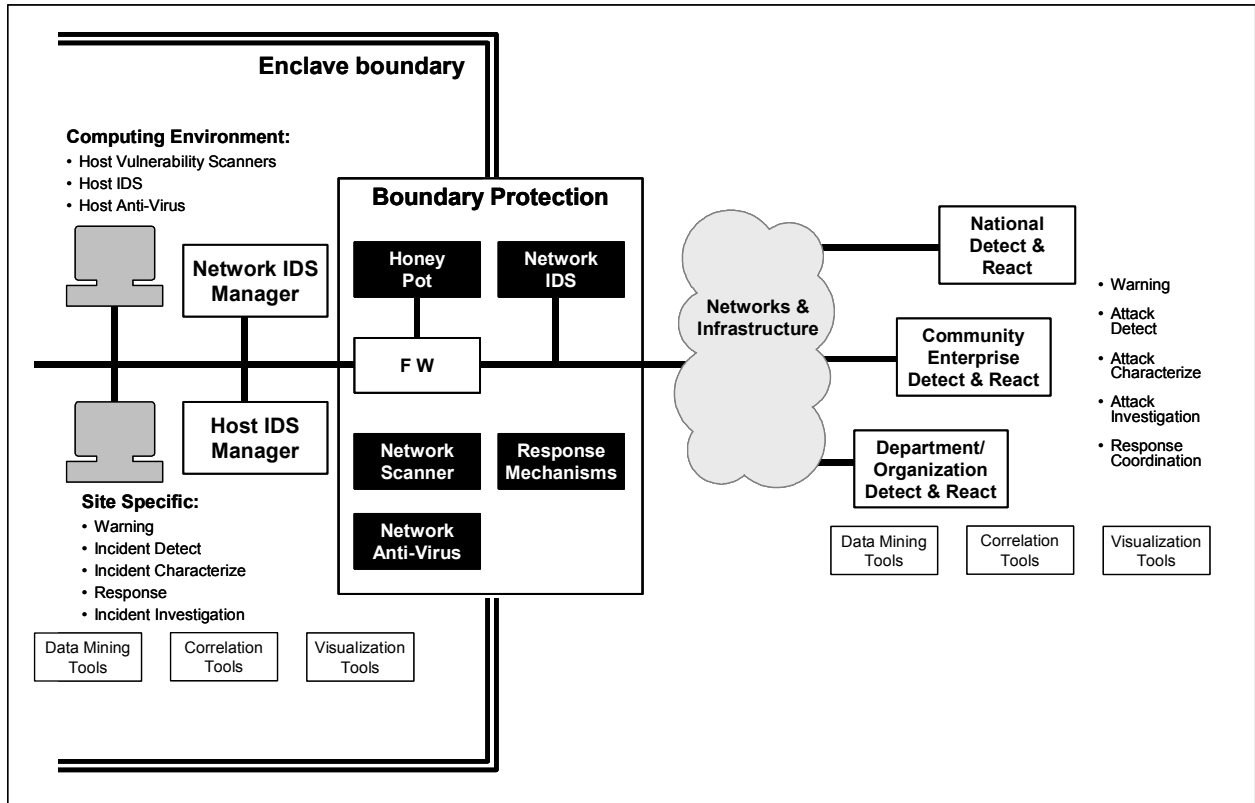 Enclave boundary
Computing Environment:
• Host Vulnerability Scanners
• Host IDS
• Host Anti-Virus
Network IDS
Manager
Host IDS
Manager
Site Specific:
• Warning
• Incident Detect
• Incident Characterize
• Response
• Incident Investigation
Data Mining
Tools
Correlation
Tools
Visualization
Tools
Boundary Protection
Honey
Pot
Network
IDS
F W
Network
Scanner
Response
Mechanisms
Network
Anti-Virus
Networks &
Infrastructure
National
Detect &
React
Community
Enterprise
Detect & React
Department/
Organization
Detect & React
• Warning
• Attack
Detect
• Attack
Characterize
• Attack
Investigation
• Response
Coordination
Data Mining
Tools
Correlation
Tools
Visualization
Tools